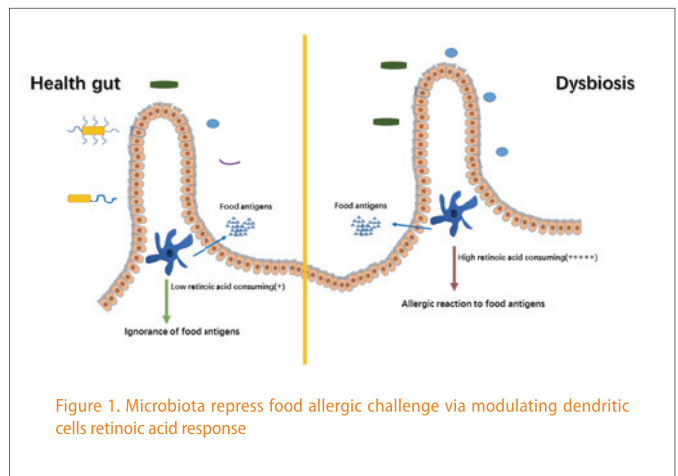 Health gut
Dysbiosis
Food antigens
Food antigens
Low retinoic acid consuming(+)
High retinoic acid consuming(+++++)
Ignorance of food antigens
Allergic reaction to food antigens
Figure 1. Microbiota repress food allergic challenge via modulating dendritic
cells retinoic acid response